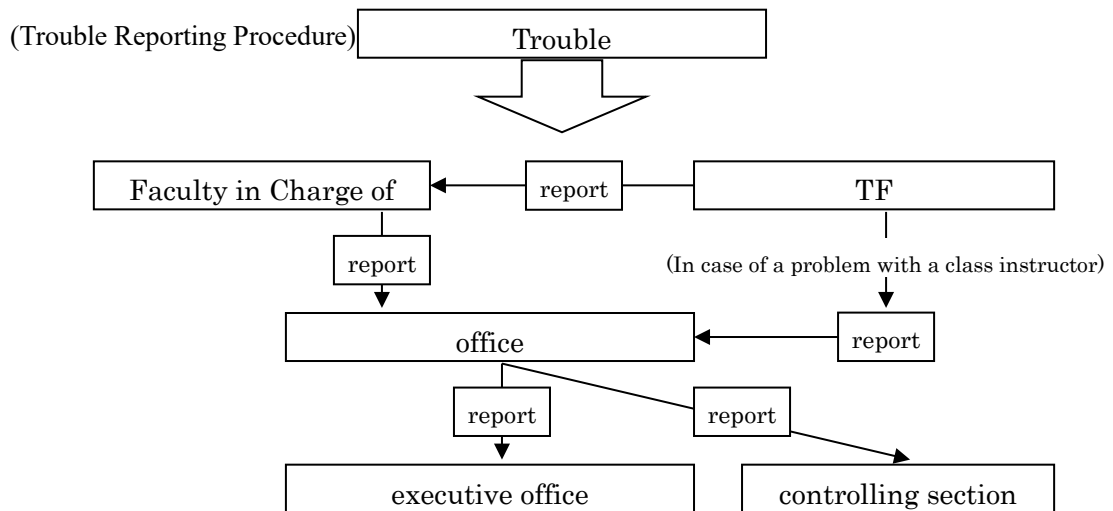 (Trouble Reporting Procedure)
Trouble
Faculty in Charge of
report
TF
report
(In case of a problem with a class instructor)
office
report
report
report
executive office
controlling section